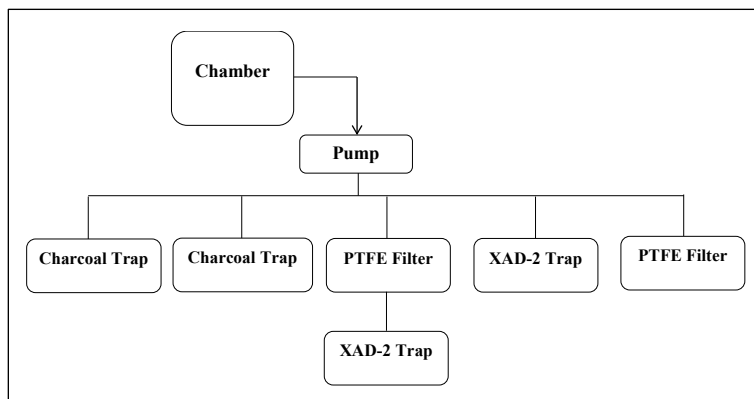 Chamber
Pump
Charcoal Trap
Charcoal Trap
PTFE Filter
XAD-2 Trap
PTFE Filter
XAD-2 Trap